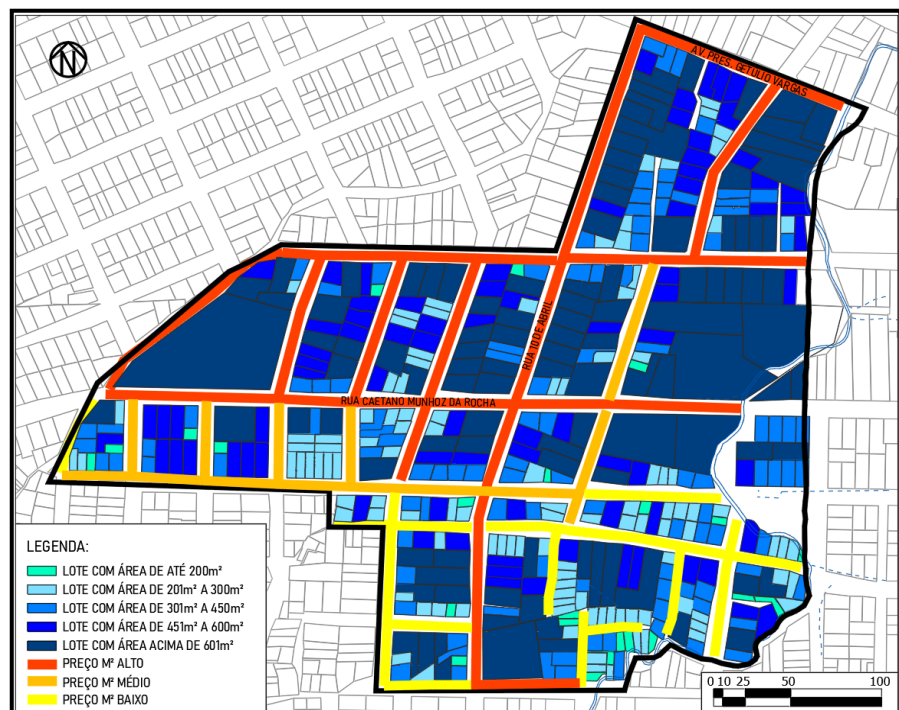 N
AV. PRES. GETÚLIO VARGAS
RUA 10 DE ABRIL
RUA CAETANO MUNHOZ DA ROCHA
LEGENDA:
LOTE COM ÁREA DE ATÉ 200m²
LOTE COM ÁREA DE 201m² A 300m²
LOTE COM ÁREA DE 301m² A 450m²
LOTE COM ÁREA DE 451m² A 600m²
LOTE COM ÁREA ACIMA DE 601m²
PREÇO M² ALTO
PREÇO M² MÉDIO
PREÇO M² BAIXO
0 10 25 50 100